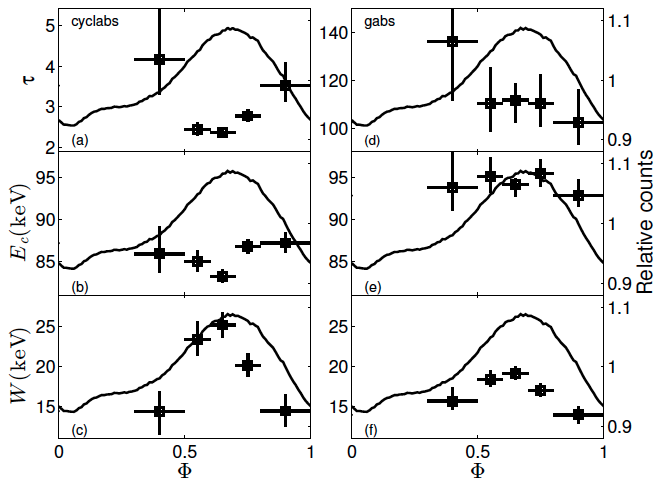 cyclabs
gabs
5
4
3
2
τ
(a)
140
120
100
(d)
1.1
1
0.9
95
90
85
E_c(keV)
(b)
95
90
85
(e)
1.1
1
0.9
Relative counts
25
20
15
W(keV)
(c)
25
20
15
(f)
1.1
1
0.9
0 0.5 1
Φ
0 0.5 1
Φ